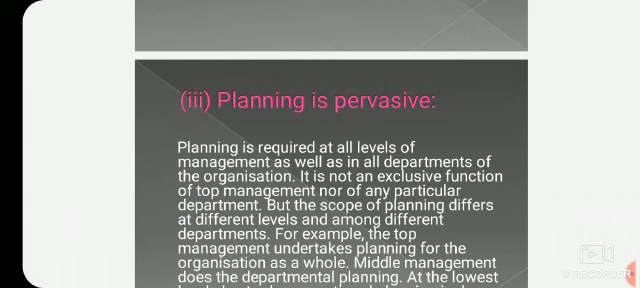 (iii) Planning is pervasive:
Planning is required at all levels of
management as well as in all departments of
the organisation. It is not an exclusive function
of top management nor of any particular
department. But the scope of planning differs
at different levels and among different
departments. For example, the top
management undertakes planning for the
organisation as a whole. Middle management
does the departmental planning. At the lowest
V RECORDER